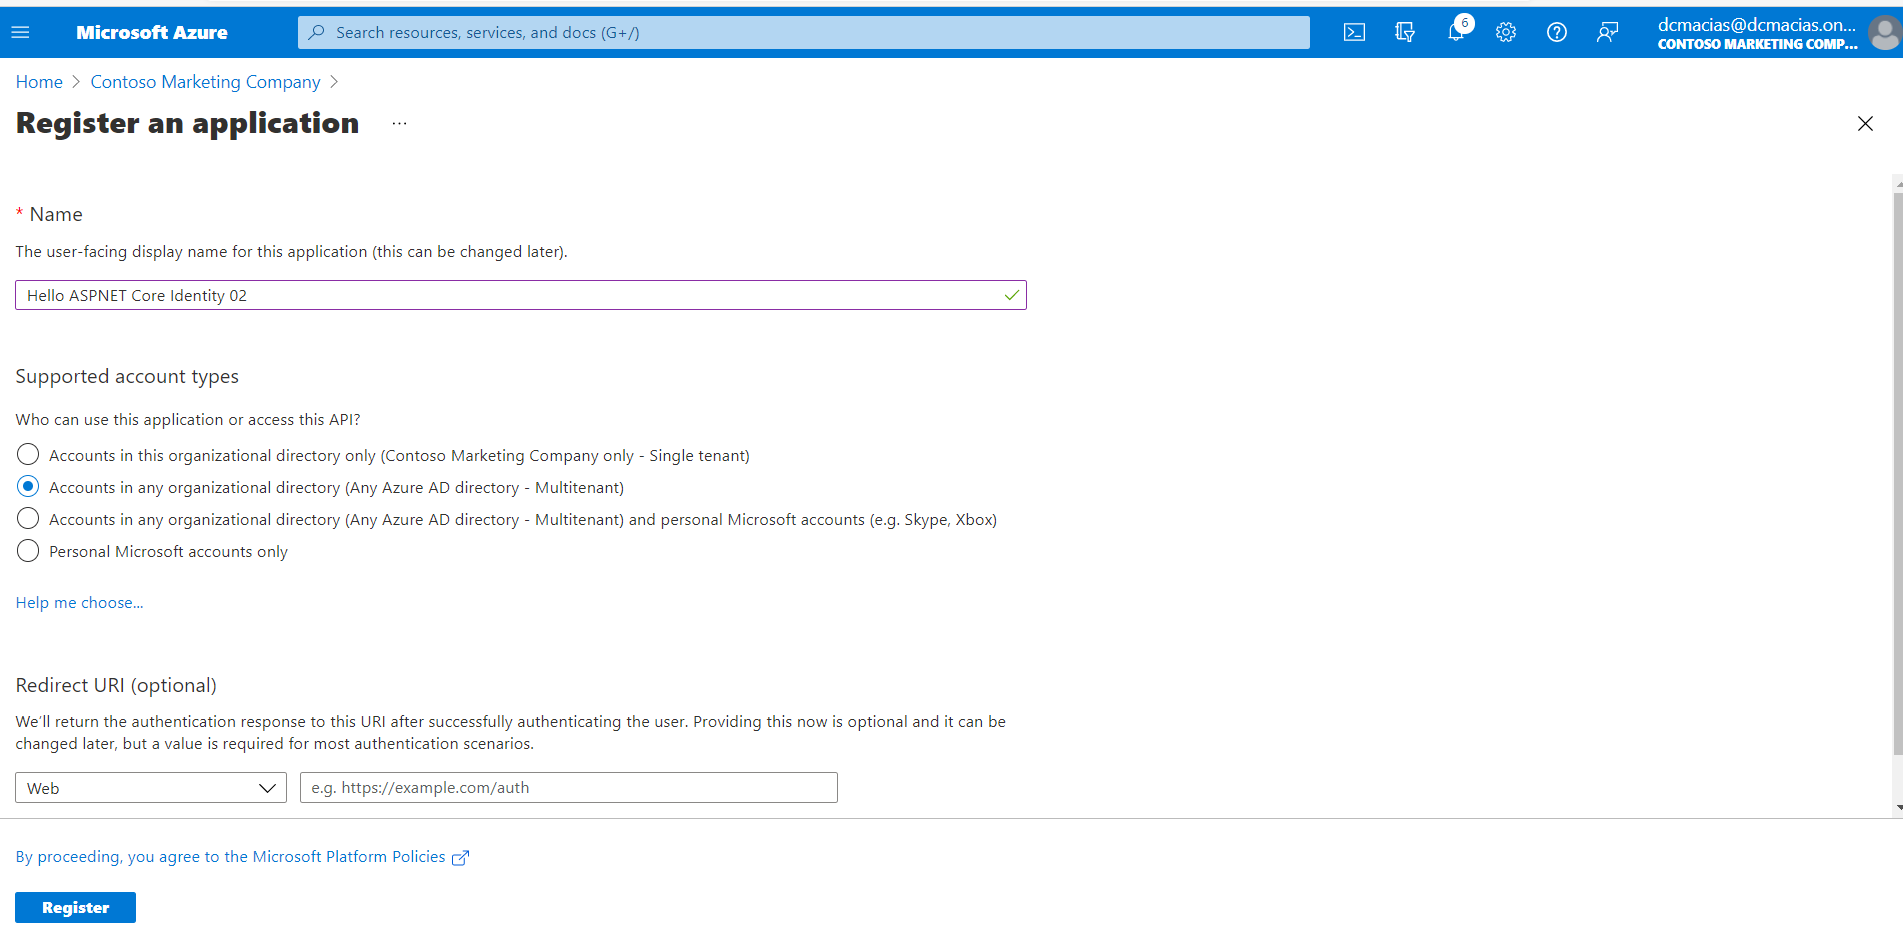 Microsoft Azure
Search resources, services, and docs (G+/)
6
dcmacias@dcmacias.on...
CONTOSO MARKETING COMP...
Home > Contoso Marketing Company >
Register an application ...
* Name
The user-facing display name for this application (this can be changed later).
Hello ASPNET Core Identity 02
Supported account types
Who can use this application or access this API?
Accounts in this organizational directory only (Contoso Marketing Company only - Single tenant)
Accounts in any organizational directory (Any Azure AD directory - Multitenant)
Accounts in any organizational directory (Any Azure AD directory - Multitenant) and personal Microsoft accounts (e.g. Skype, Xbox)
Personal Microsoft accounts only
Help me choose...
Redirect URI (optional)
We'll return the authentication response to this URI after successfully authenticating the user. Providing this now is optional and it can be
changed later, but a value is required for most authentication scenarios.
Web
e.g. https://example.com/auth
By proceeding, you agree to the Microsoft Platform Policies
Register